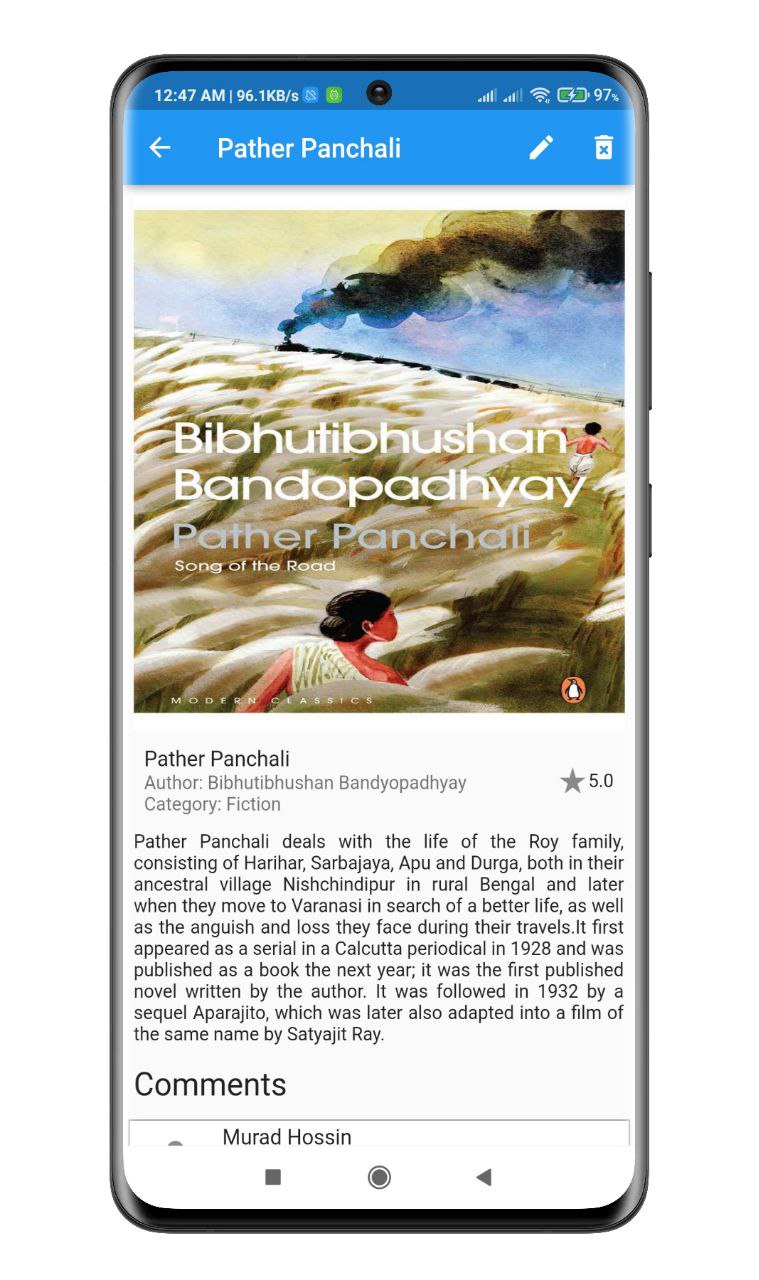 12:47 AM | 96.1KB/s 97%
Pather Panchali
Bibhutibhushan
Bandopadhyay
Pather Panchali
Song of the Road
MODERN CLASSICS
Pather Panchali
Author: Bibhutibhushan Bandyopadhyay
5.0
Category: Fiction
Pather Panchali deals with the life of the Roy family,
consisting of Harihar, Sarbajaya, Apu and Durga, both in their
ancestral village Nishchindipur in rural Bengal and later
when they move to Varanasi in search of a better life, as well
as the anguish and loss they face during their travels.It first
appeared as a serial in a Calcutta periodical in 1928 and was
published as a book the next year; it was the first published
novel written by the author. It was followed in 1932 by a
sequel Aparajito, which was later also adapted into a film of
the same name by Satyajit Ray.
Comments
Murad Hossin